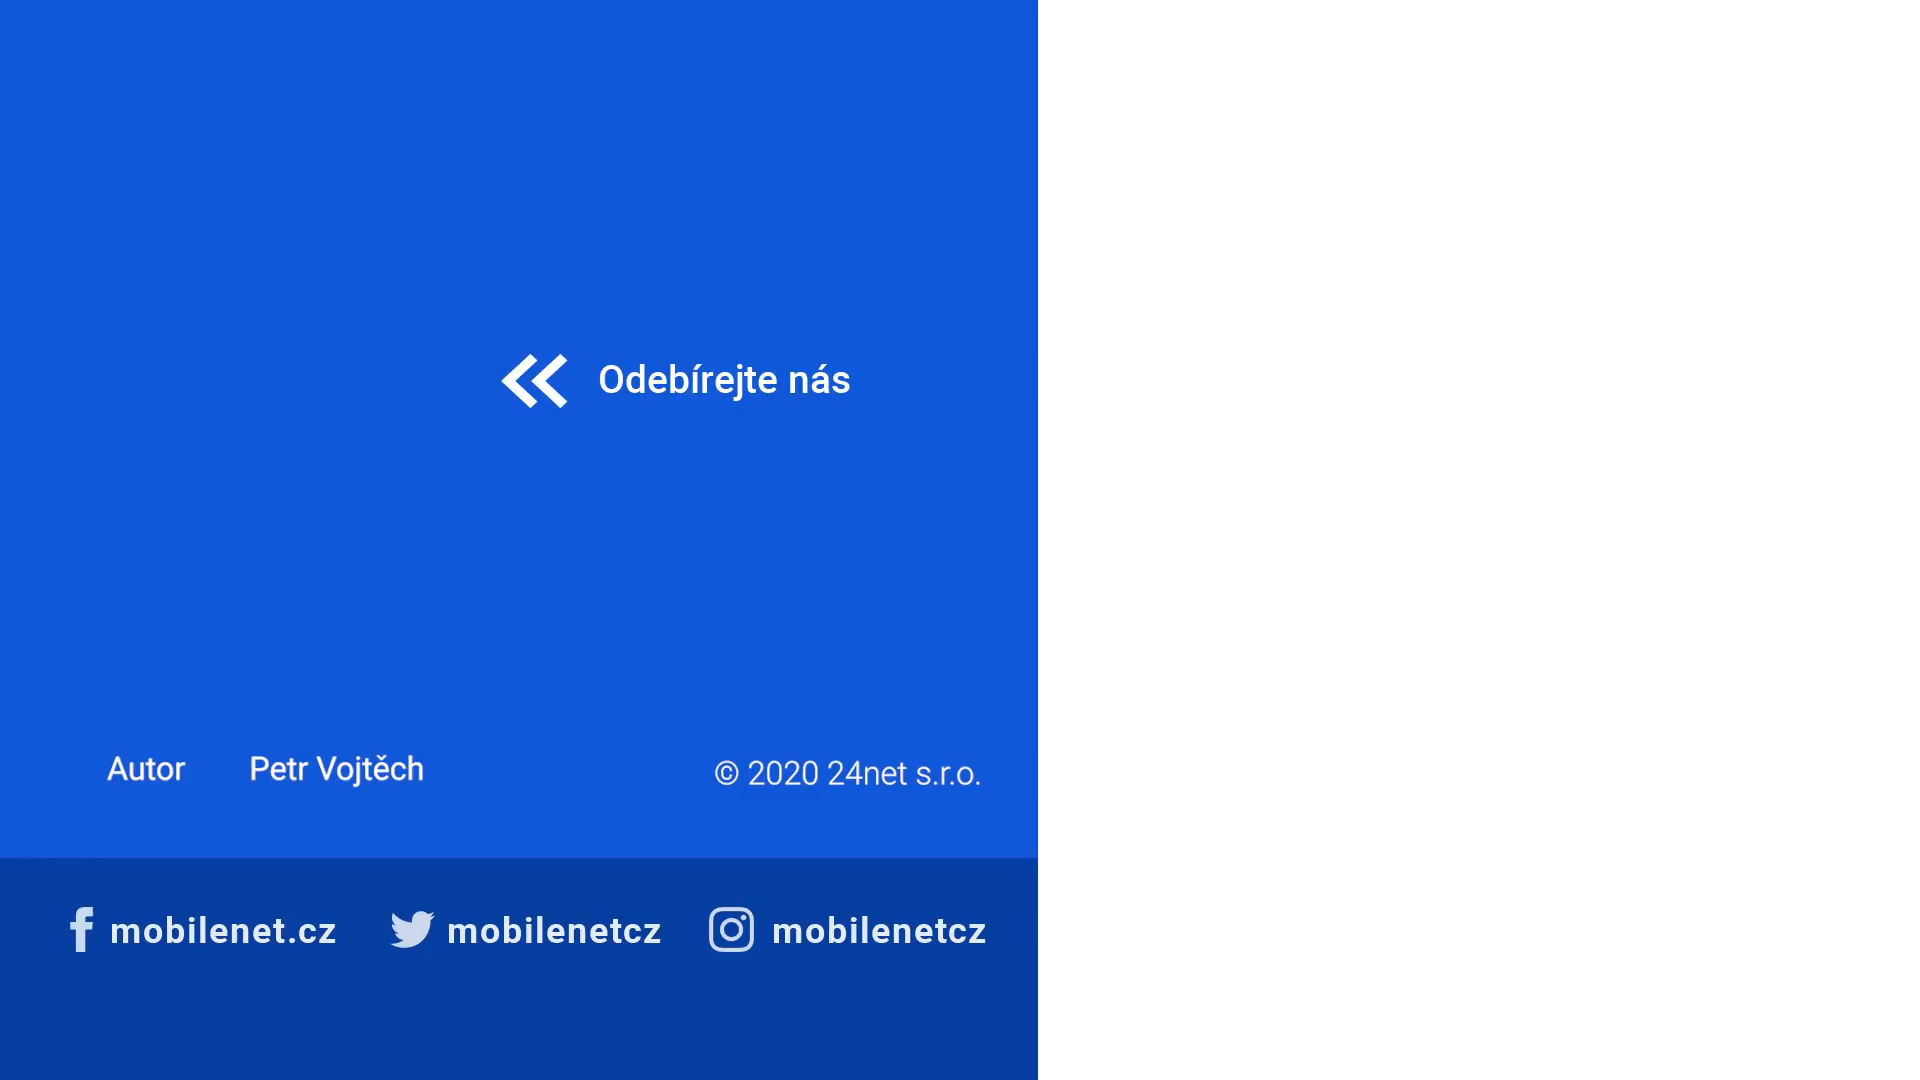 Odebírejte nás
Autor Petr Vojtěch
© 2020 24net s.r.o.
mobilenet.cz mobilenetcz mobilenetcz